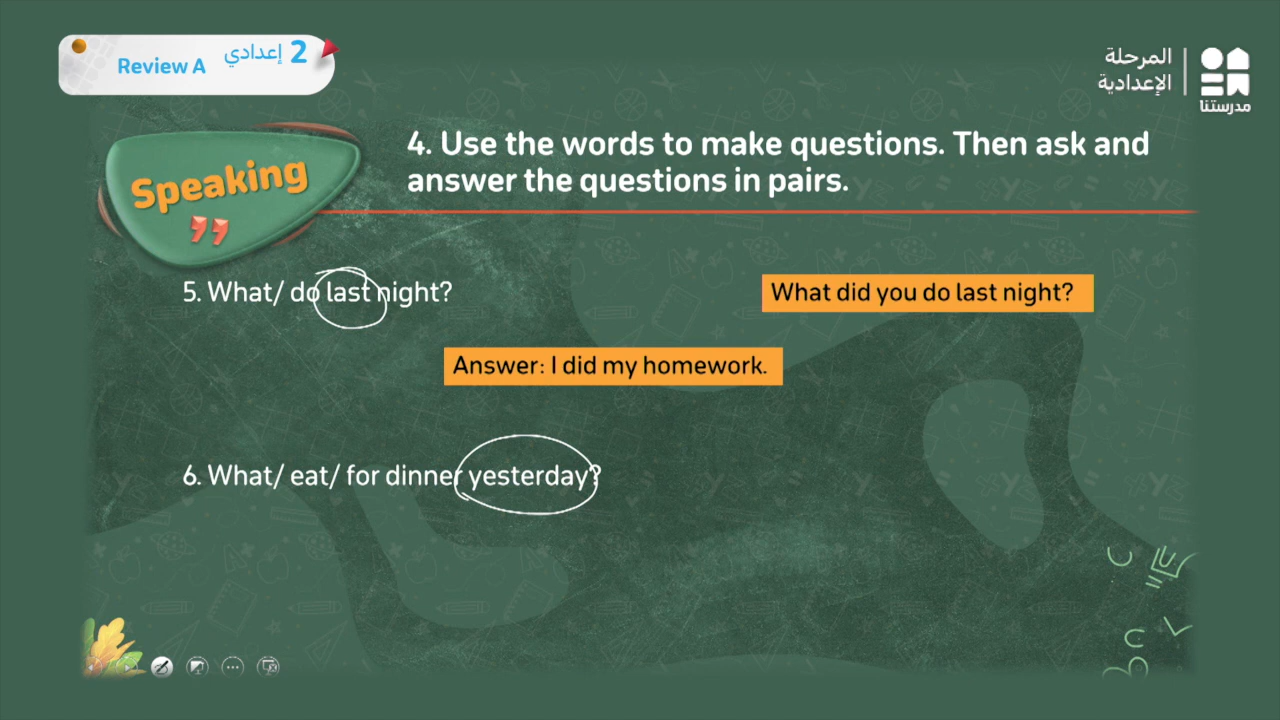 2 إعدادي
Review A
المرحلة
الإعدادية
مدرستنا
4. Use the words to make questions. Then ask and
answer the questions in pairs.
Speaking
5. What/ do last night?
What did you do last night?
Answer: I did my homework.
6. What/ eat/ for dinner yesterday?